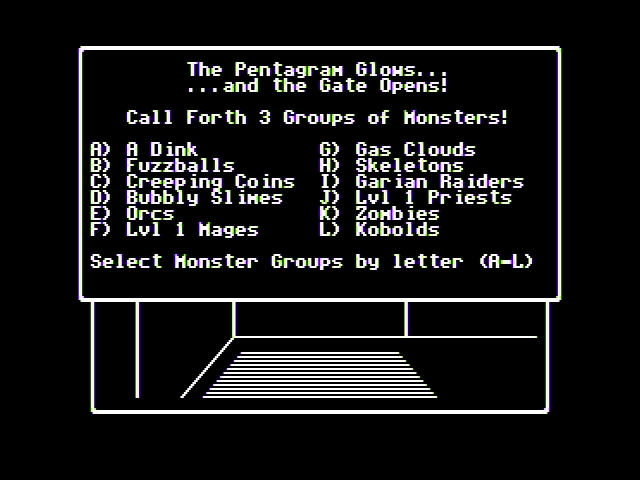 The Pentagram Glows...
...and the Gate Opens!
Call Forth 3 Groups of Monsters!
A) A Dink G) Gas Clouds
B) Fuzzballs H) Skeletons
C) Creeping Coins I) Garian Raiders
D) Bubbly Slimes J) Lvl 1 Priests
E) Orcs K) Zombies
F) Lvl 1 Mages L) Kobolds
Select Monster Groups by letter (A-L)